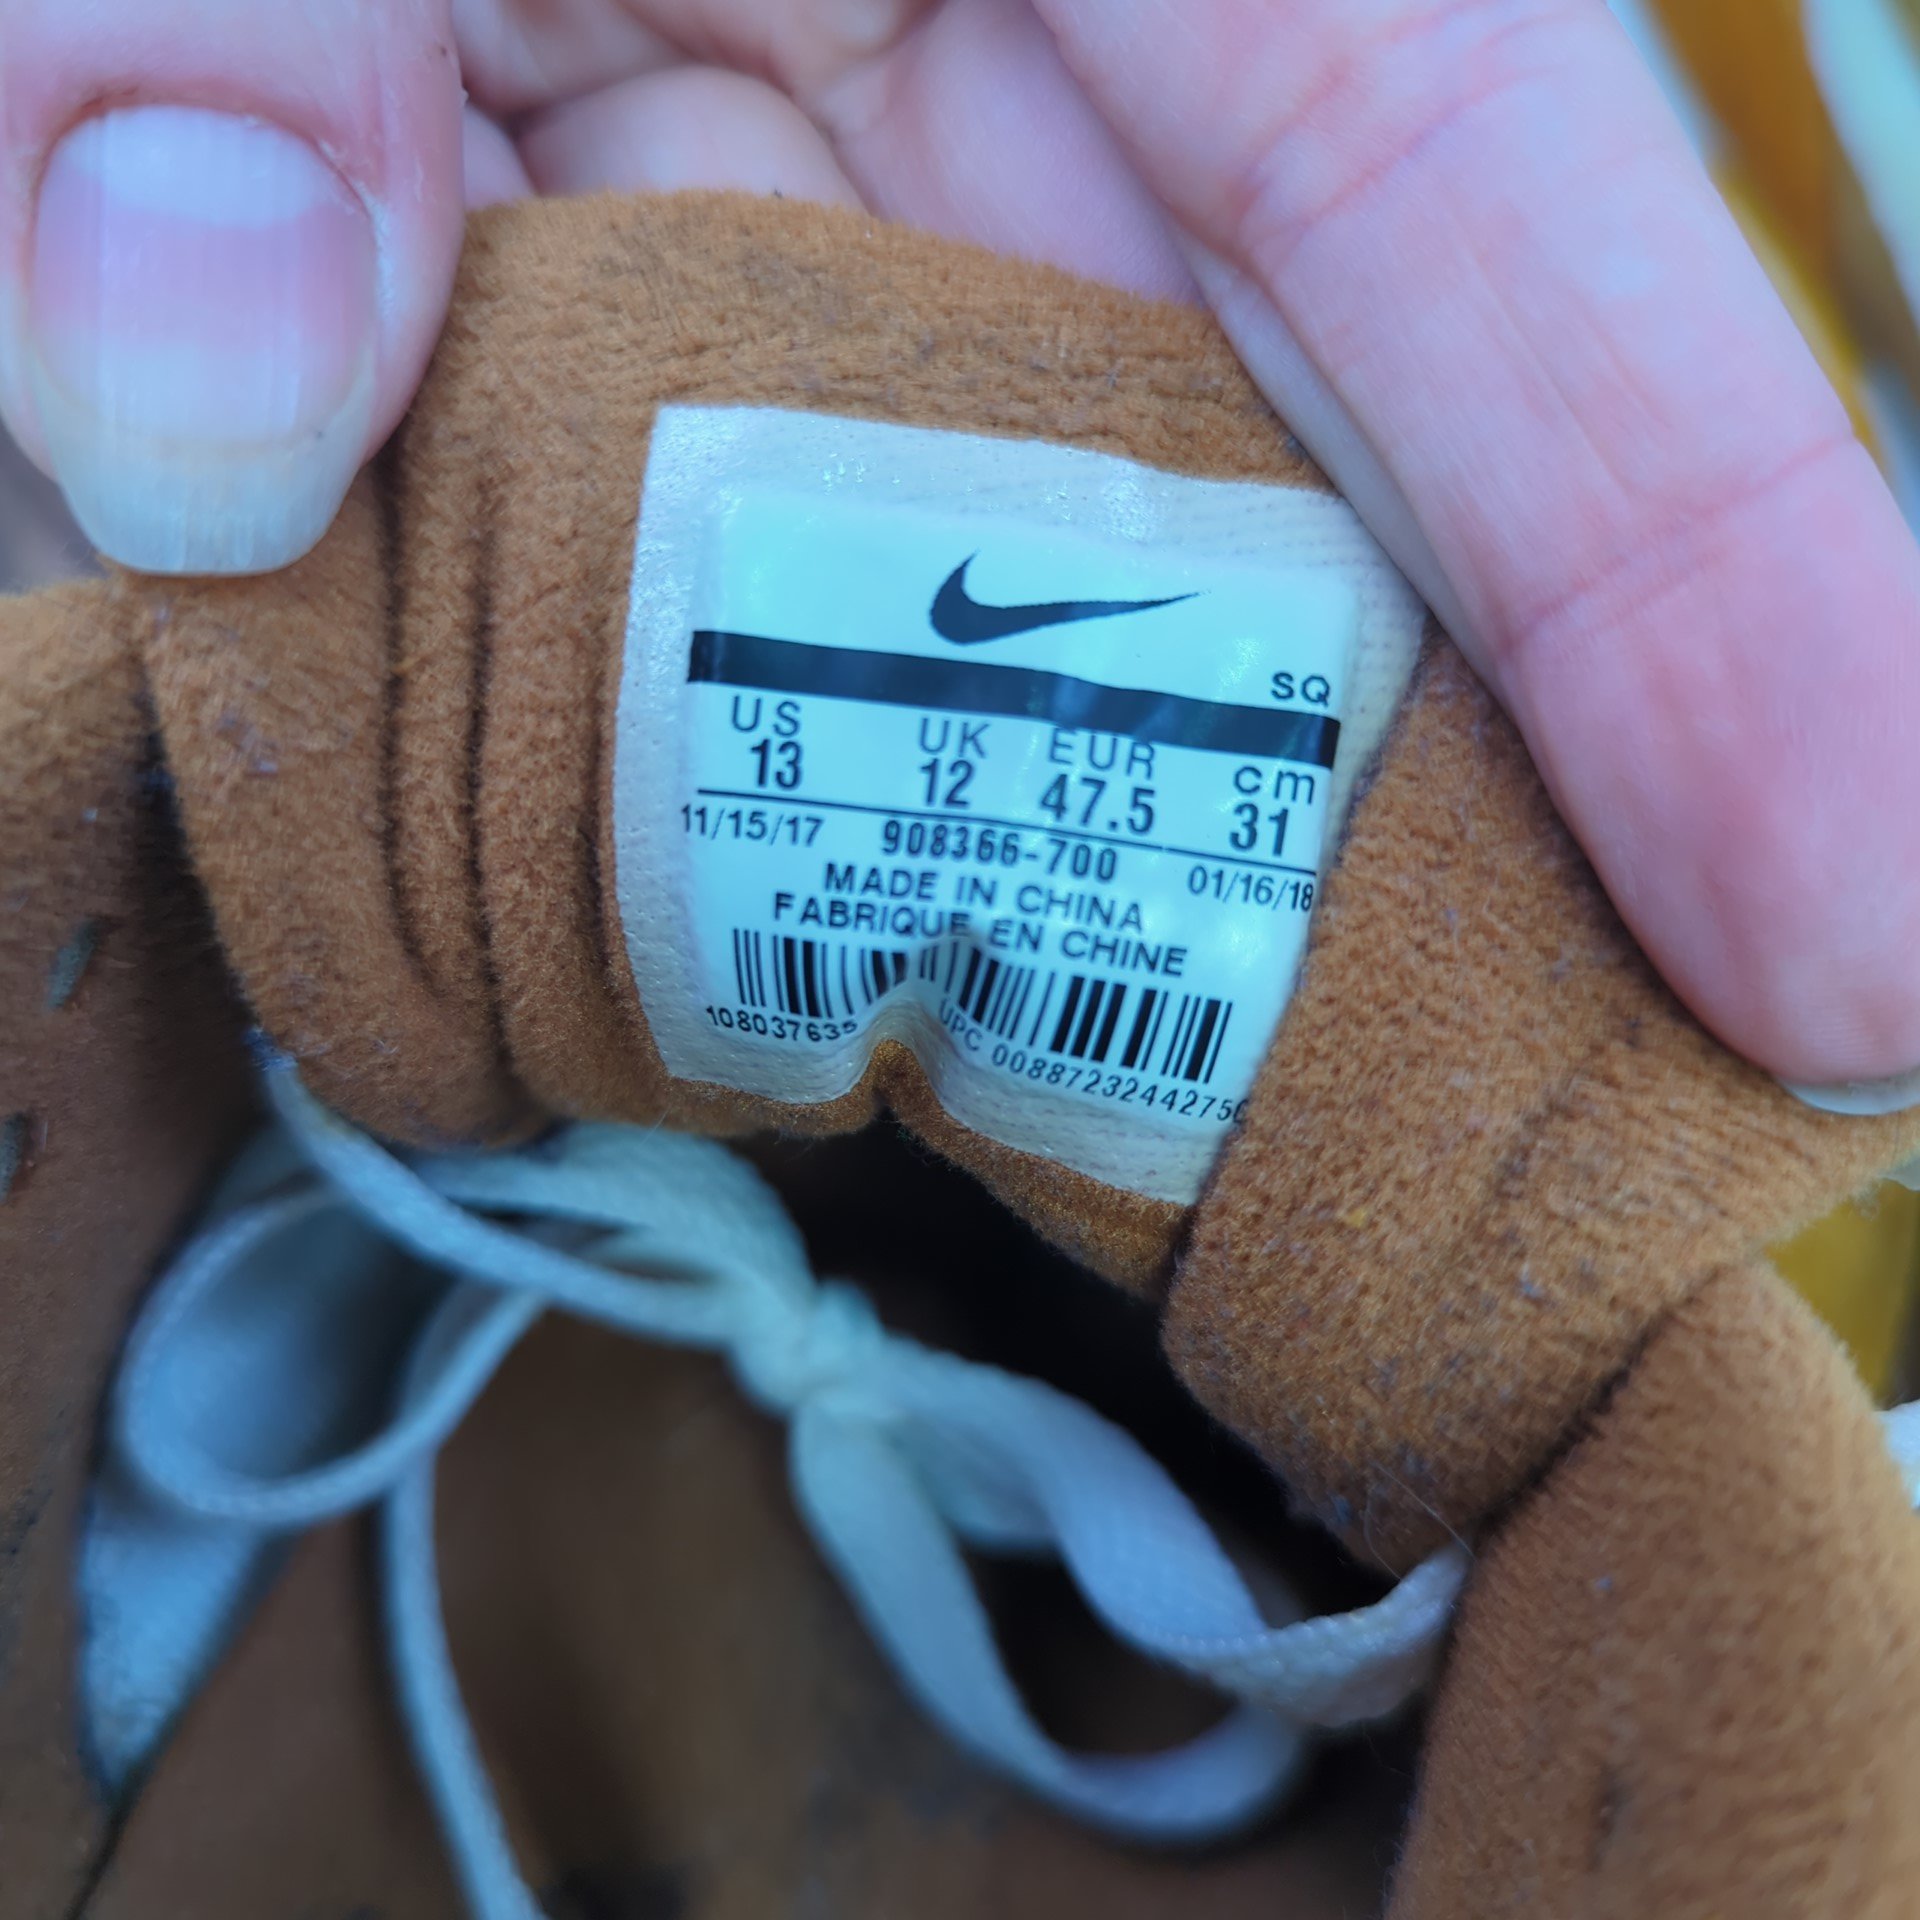 SQ
US UK EUR cm
13 12 47.5 31
11/15/17 908366-700 01/16/18
MADE IN CHINA
FABRIQUE EN CHINE
108037635 UPC 00887232442750